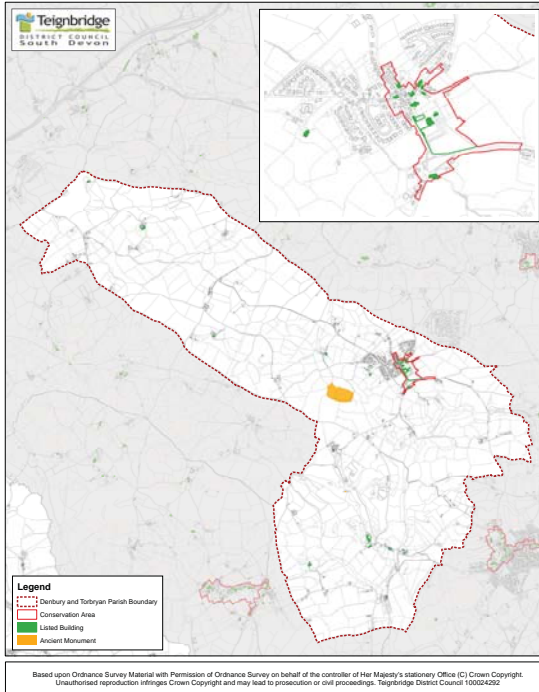 Teignbridge
DISTRICT COUNCIL
South Devon
Legend
Denbury and Torbryan Parish Boundary
Conservation Area
Listed Building
Ancient Monument
Based upon Ordnance Survey Material with Permission of Ordnance Survey on behalf of the controller of Her Majesty's stationery Office (C) Crown Copyright.
Unauthorised reproduction infringes Crown Copyright and may lead to prosecution or civil proceedings. Teignbridge District Council 100024292